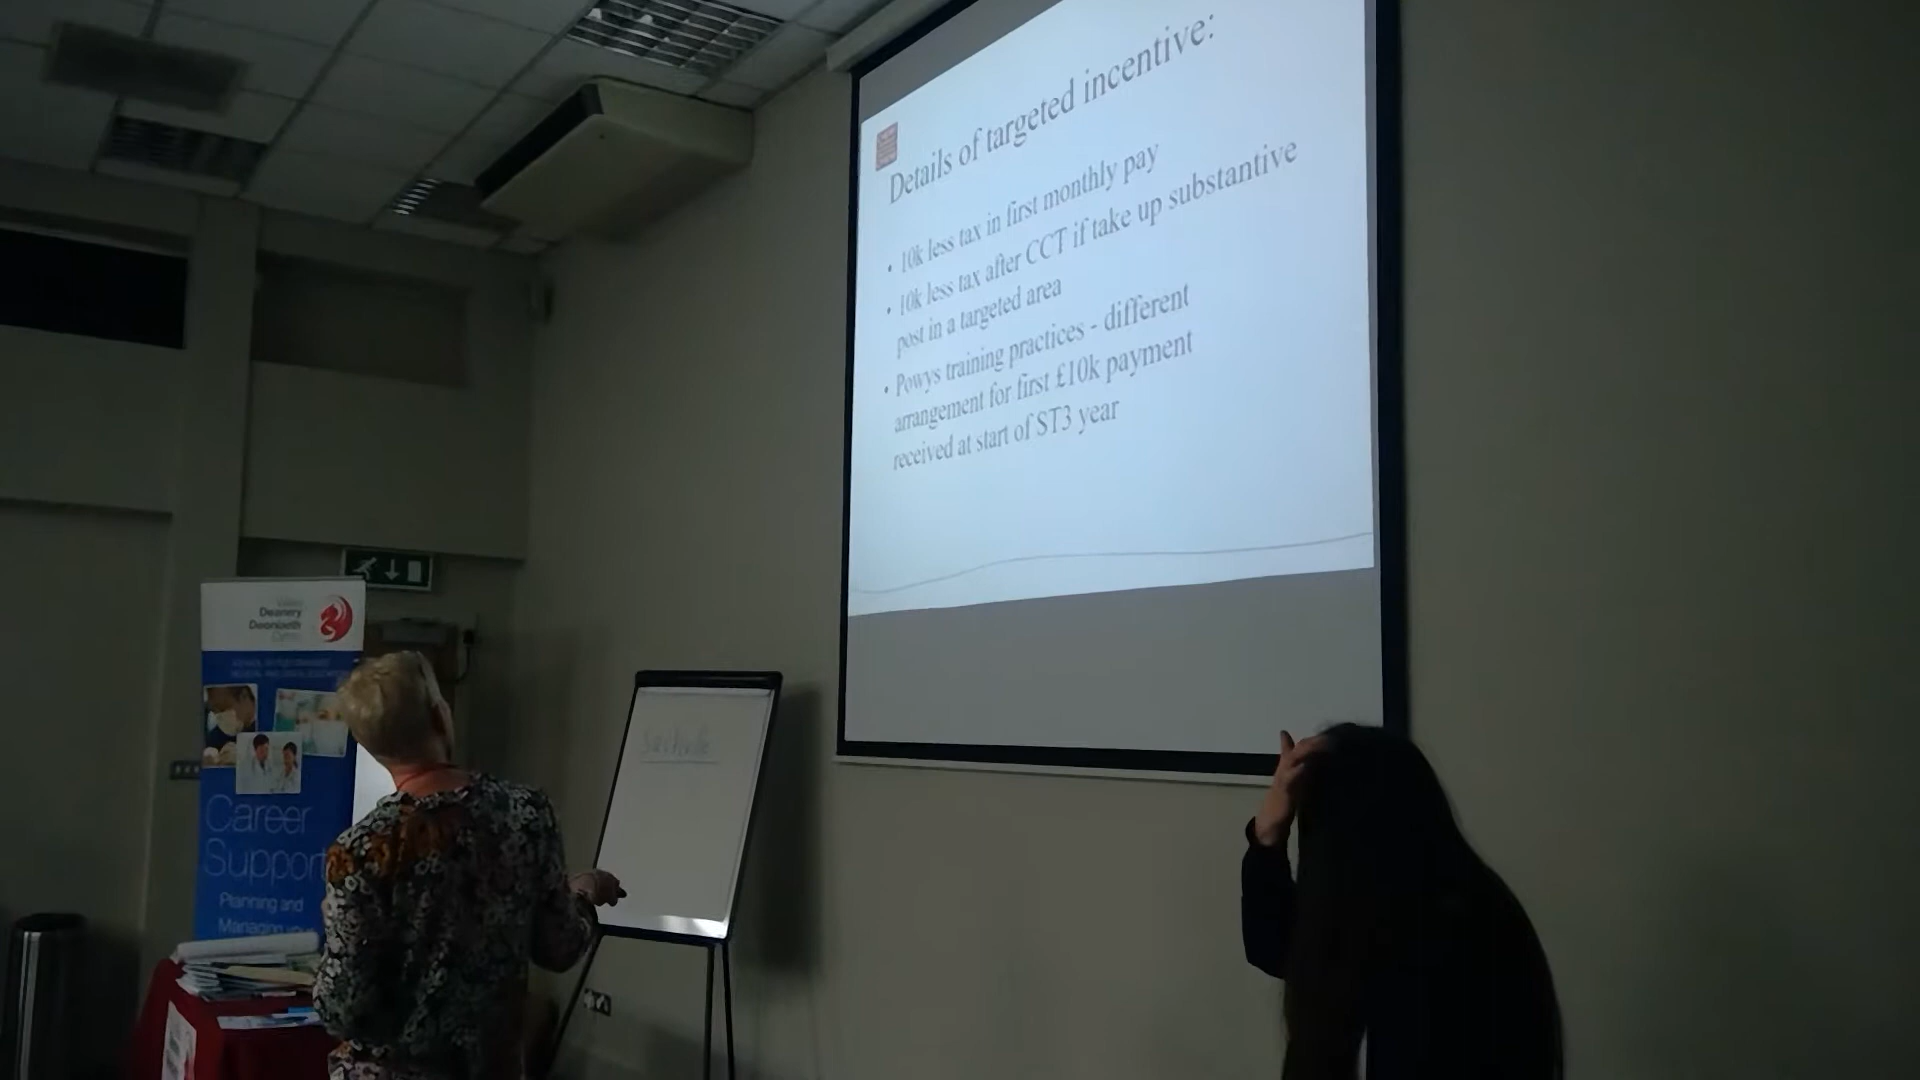 Details of targeted incentive:
• 10k less tax in first monthly pay
• 10k less tax after CCT if take up substantive
post in a targeted area
• Powys training practices - different
arrangement for first £10k payment
received at start of ST3 year
Deanery
Deoniaeth
Career
Support
Planning and
Managing your